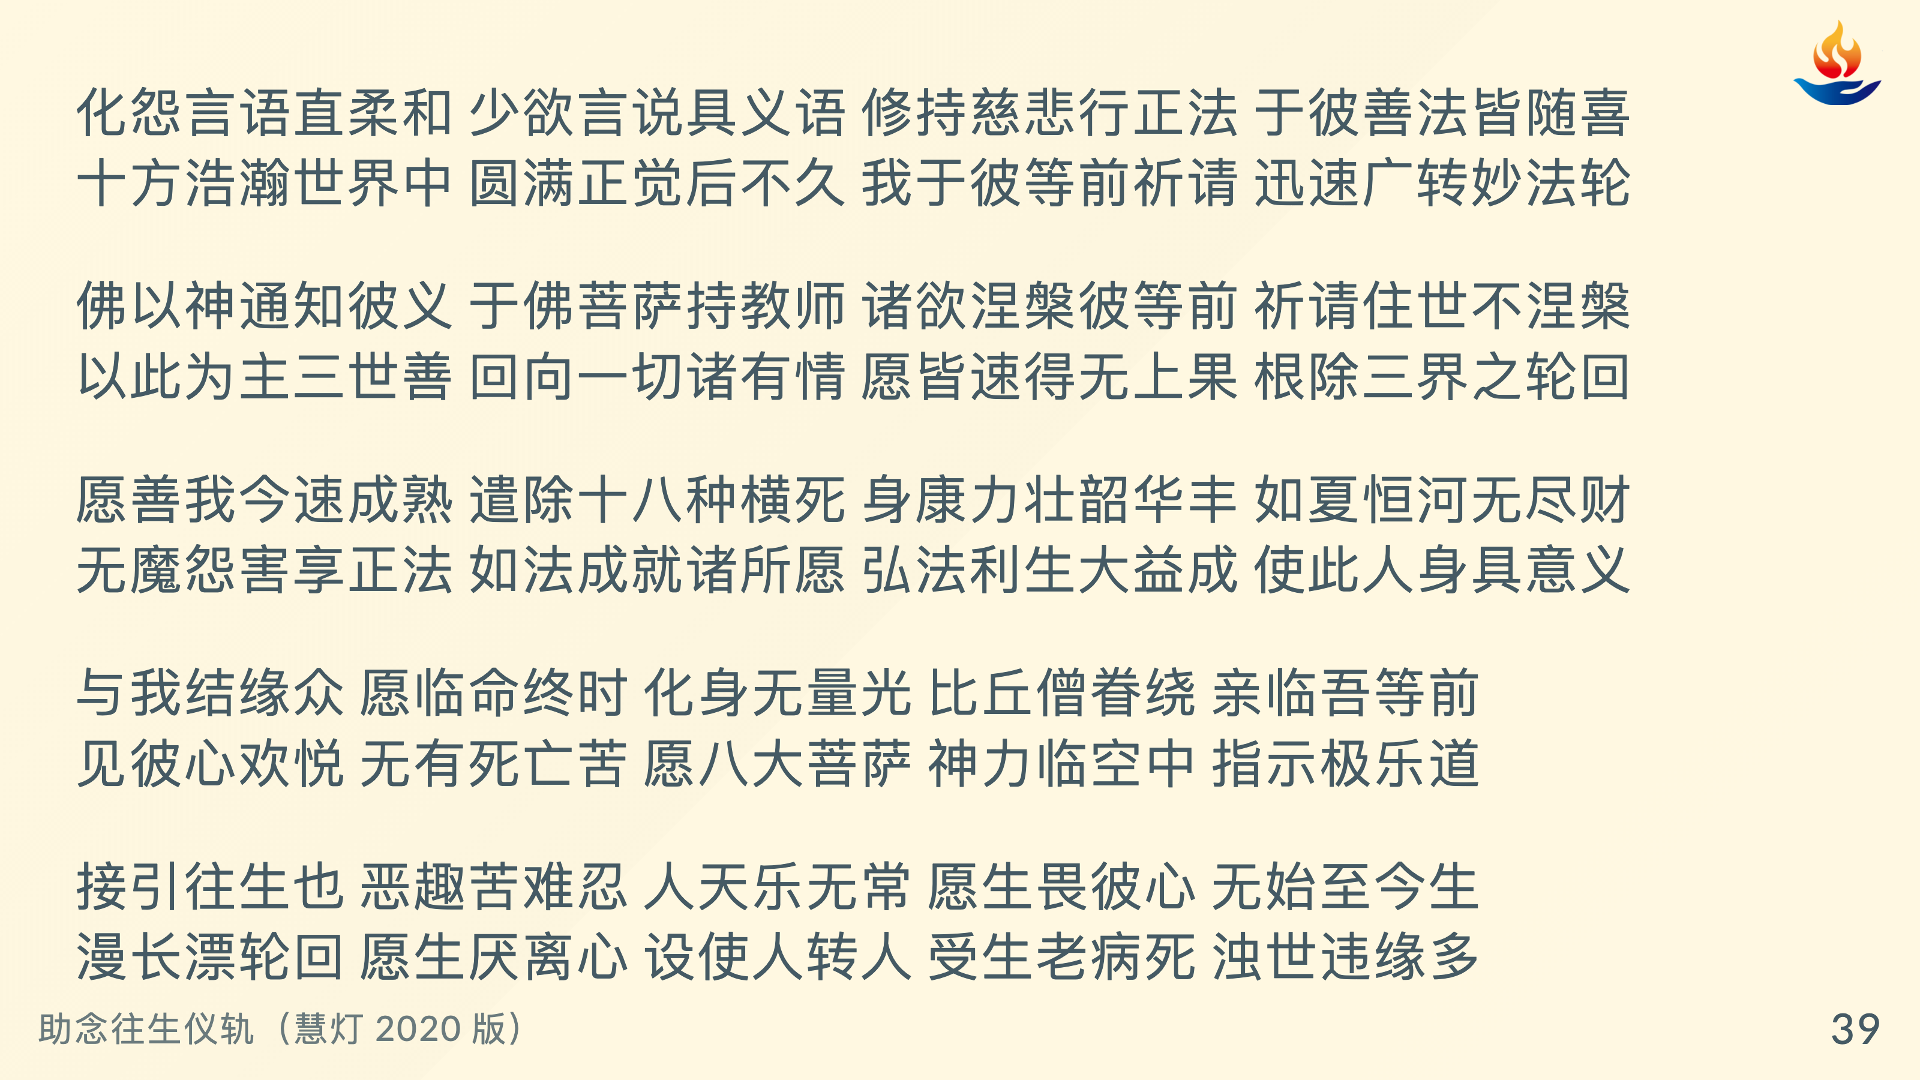 化怨言语直柔和 少欲言说具义语 修持慈悲行正法 于彼善法皆随喜
十方浩瀚世界中 圆满正觉后不久 我于彼等前祈请 迅速广转妙法轮
佛以神通知彼义 于佛菩萨持教师 诸欲涅槃彼等前 祈请住世不涅槃
以此为主三世善 回向一切诸有情 愿皆速得无上果 根除三界之轮回
愿善我今速成熟 遣除十八种横死 身康力壮韶华丰 如夏恒河无尽财
无魔怨害享正法 如法成就诸所愿 弘法利生大益成 使此人身具意义
与我结缘众 愿临命终时 化身无量光 比丘僧眷绕 亲临吾等前
见彼心欢悦 无有死亡苦 愿八大菩萨 神力临空中 指示极乐道
接引往生也 恶趣苦难忍 人天乐无常 愿生畏彼心 无始至今生
漫长漂轮回 愿生厌离心 设使人转人 受生老病死 浊世违缘多
助念往生仪轨（慧灯 2020 版）
39